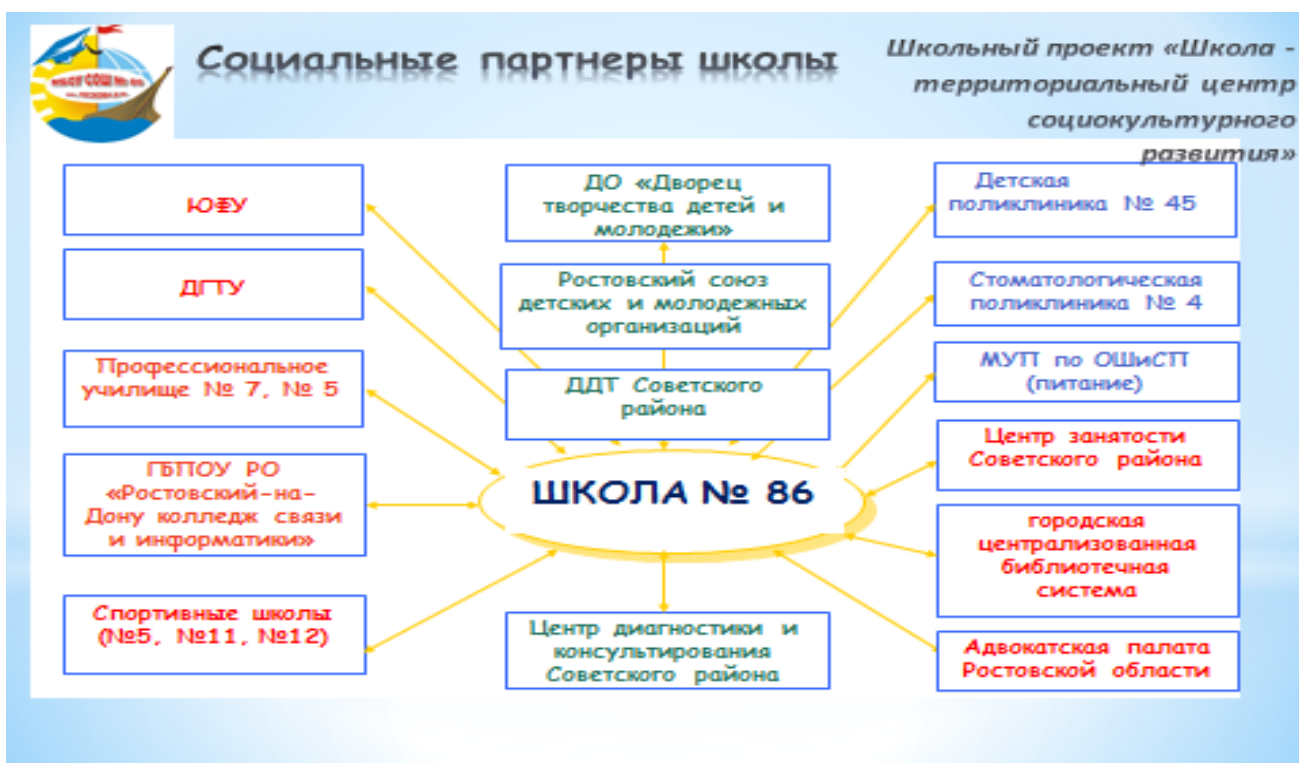 Социальные партнеры школы
Школьный проект «Школа -
территориальный центр
социокультурного
развития»
ЮФУ
ДГТУ
Профессиональное
училище № 7, № 5
ГБПОУ РО
«Ростовский-на-
Дону колледж связи
и информатики»
Спортивные школы
(№5, №11, №12)
ДО «Дворец
творчества детей и
молодежи»
Ростовский союз
детских и молодежных
организаций
ДДТ Советского
района
ШКОЛА № 86
Центр диагностики и
консультирования
Советского района
Детская
поликлиника № 45
Стоматологическая
поликлиника № 4
МУП по ОШиСП
(питание)
Центр занятости
Советского района
городская
централизованная
библиотечная
система
Адвокатская палата
Ростовской области